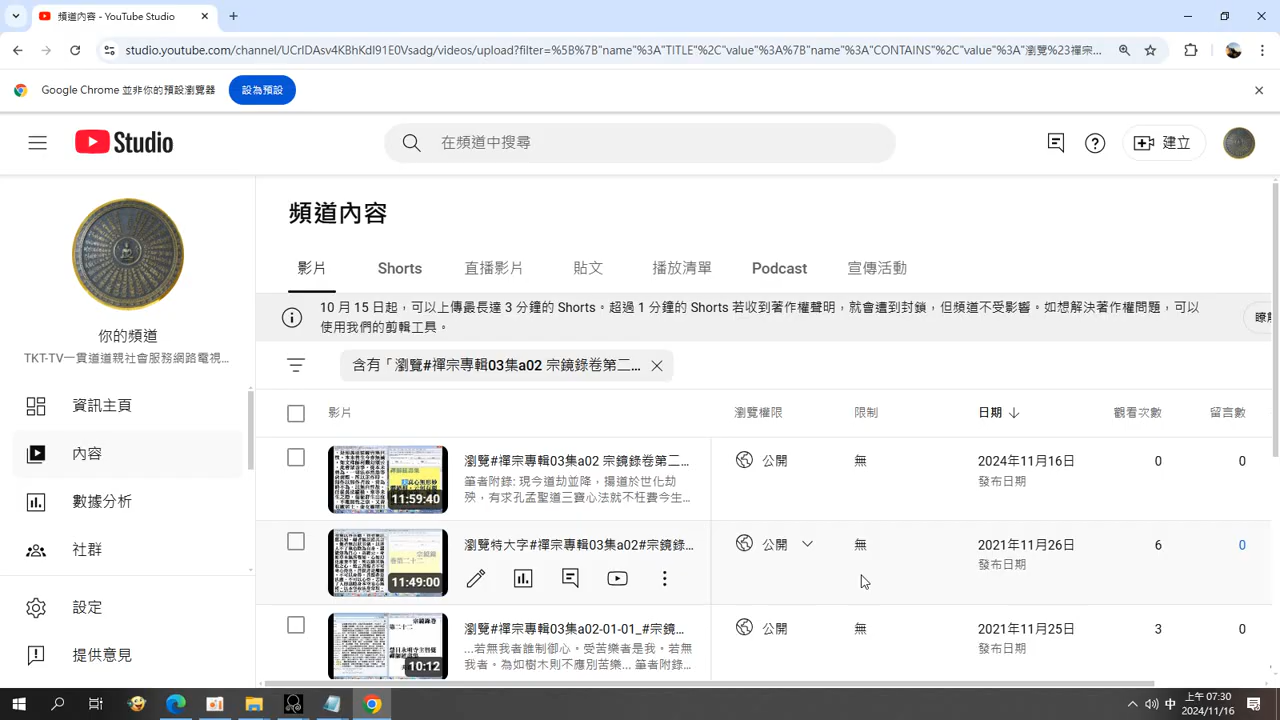 頻道內容 - YouTube Studio
studio.youtube.com/channel/UCrIDAsv4KBhKdI91E0Vsadg/videos/upload?filter=%5B%7B"name"%3A"TITLE"%2C"value"%3A%7B"name"%3A"CONTAINS"%2C"value"%3A"瀏覽%23禪宗...
Google Chrome 並非你的預設瀏覽器
設為預設
Studio
在頻道中搜尋
建立
頻道內容
影片
Shorts
直播影片
貼文
播放清單
Podcast
宣傳活動
10 月 15 日起，可以上傳最長達 3 分鐘的 Shorts。超過 1 分鐘的 Shorts 若收到著作權聲明，就會遭到封鎖，但頻道不受影響。如想解決著作權問題，可以
使用我們的剪輯工具。
瞭解
你的頻道
TKT-TV一貫道道親社會服務網路電視...
含有「瀏覽#禪宗專輯03集a02 宗鏡錄卷第二...
資訊主頁
內容
數據分析
社群
設定
提供意見
影片
瀏覽權限
限制
日期
觀看次數
留言數
11:59:40
瀏覽#禪宗專輯03集a02 宗鏡錄卷第二...
筆者附錄: 現今道劫並降，揚道於世化劫
殃，有求孔孟聖道三寶心法就不枉費今生...
公開
無
2024年11月16日
發布日期
0
0
宗鏡錄
卷第二十二
11:49:00
瀏覽特大字#禪宗專輯03集a02#宗鏡錄...
公開
無
2021年11月26日
發布日期
6
0
宗鏡錄卷
第二十二
10:12
瀏覽#禪宗專輯03集a02-01-01_#宗鏡...
...若無我者誰制御心。受苦樂者是我。若無
我者。為如樹木則不應別苦樂... 筆者附錄...
公開
無
2021年11月25日
發布日期
3
0
中
上午 07:30
2024/11/16